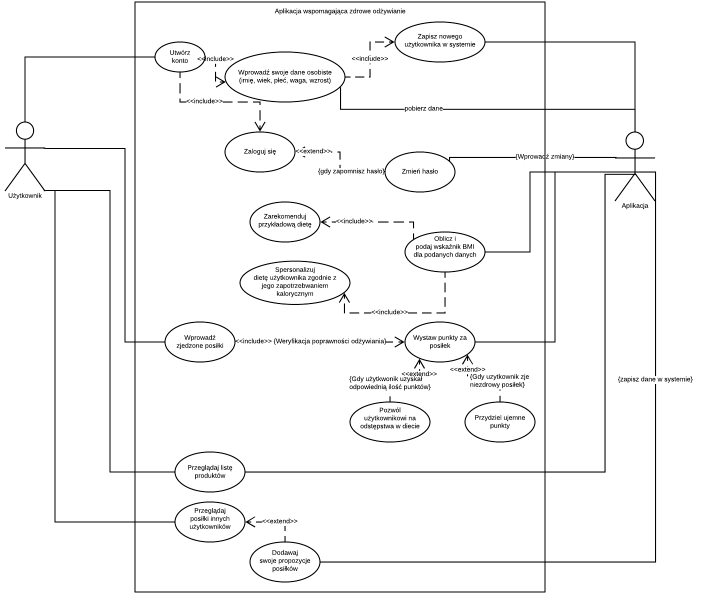 Aplikacja wspomagająca zdrowe odżywianie
Utwórz
konto
<<include>>
Wprowadź swoje dane osobiste
(imię, wiek, płeć, waga, wzrost)
<<include>>
Zapisz nowego
użytkownika w systemie
<<include>>
pobierz dane
Użytkownik
Zaloguj się
<<extend>>
{gdy zapomnisz hasło}
Zmień hasło
{Wprowadź zmiany}
Aplikacja
Zarekomenduj
przykładową dietę
<<include>>
Oblicz i
podaj wskaźnik BMI
dla podanych danych
Spersonalizuj
dietę użytkownika zgodnie z
jego zapotrzebwaniem
kalorycznym
<<include>>
Wprowadź
zjedzone posiłki
<<include>> {Weryfikacja poprawności odżywiania}
Wystaw punkty za
posiłek
<<extend>>
{Gdy użytkwonik uzyskał
odpowiednią ilość punktów}
<<extend>>
{Gdy uzytkownik zje
niezdrowy posiłek}
{zapisz dane w systemie}
Pozwól
użytkownikowi na
odstępstwa w diecie
Przydziel ujemne
punkty
Przeglądaj listę
produktów
Przeglądaj
posiłki innych
użytkowników
<<extend>>
Dodawaj
swoje propozycje
posiłków